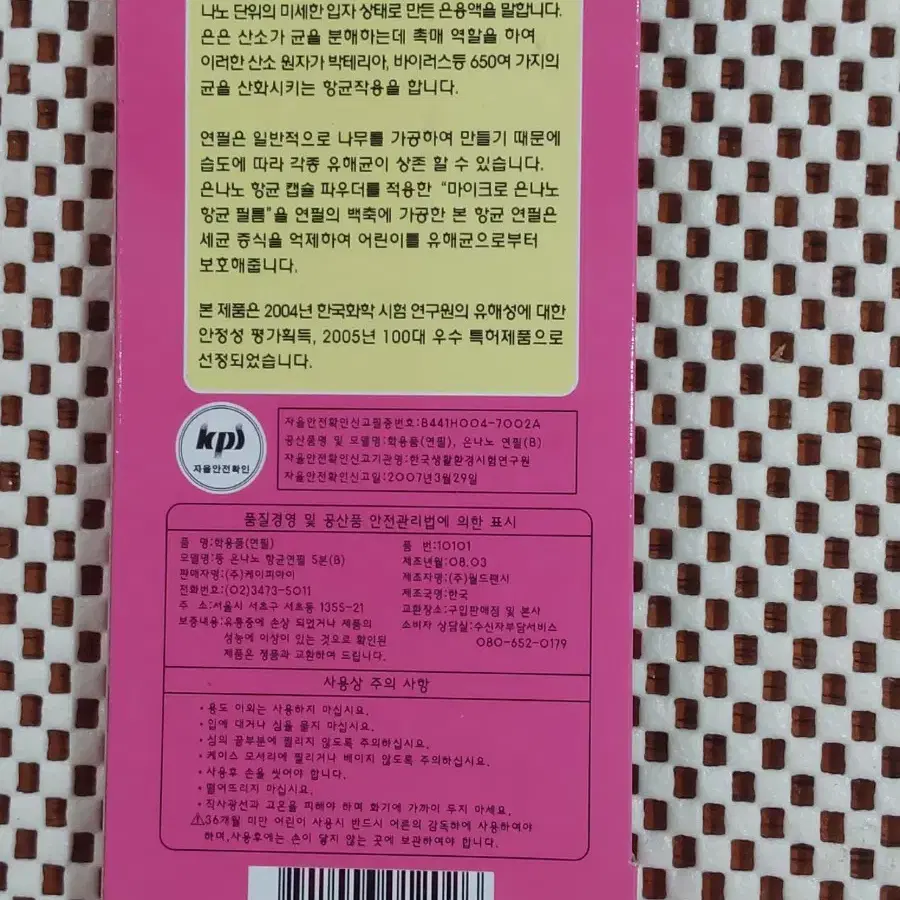 나노 단위의 미세한 입자 상태로 만든 은용액을 말합니다.
은은 산소가 균을 분해하는데 촉매 역할을 하여
이러한 산소 원자가 박테리아, 바이러스등 650여 가지의
균을 산화시키는 항균작용을 합니다.
연필은 일반적으로 나무를 가공하여 만들기 때문에
습도에 따라 각종 유해균이 상존 할 수 있습니다.
은나노 항균 캡슐 파우더를 적용한 "마이크로 은나노
항균 필름"을 연필의 백축에 가공한 본 항균 연필은
세균 증식을 억제하여 어린이를 유해균으로부터
보호해줍니다.
본 제품은 2004년 한국화학 시험 연구원의 유해성에 대한
안정성 평가획득, 2005년 100대 우수 특허제품으로
선정되었습니다.
kps
자율안전확인
자율안전확인신고필증번호:B441H004-7002A
공산품명 및 모델명:학용품(연필), 은나노 연필(B)
자율안전확인신고기관명:한국생활환경시험연구원
자율안전확인신고일:2007년3월29일
품질경영 및 공산품 안전관리법에 의한 표시
품 명:학용품(연필)
모델명:등 은나노 항균연필 5본(B)
판매자명:(주)케이피아이
전화번호:(02)3473-5011
주 소:서울시 서초구 서초동 1355-21
보증내용:유통중에 손상 되었거나 제품의
성능에 이상이 있는 것으로 확인된
제품은 정품과 교환하여 드립니다.
품 번:10101
제조년월:08.03
제조자명:(주)월드팬시
제조국명:한국
교환장소:구입판매점 및 본사
소비자 상담실:수신자부담서비스
080-652-0179
사용상 주의 사항
• 용도 이외는 사용하지 마십시요.
• 입에 대거나 심을 물지 마십시요.
• 심의 끝부분에 찔리지 않도록 주의하십시요.
• 케이스 모서리에 찔리거나 베이지 않도록 주의하십시요.
• 사용후 손을 씻어야 합니다.
• 떨어뜨리지 마십시요.
• 직사광선과 고온을 피해야 하며 화기에 가까이 두지 마세요.
⚠36개월 미만 어린이 사용시 반드시 어른의 감독하에 사용하여야
하며,사용후에는 손이 닿지 않는 곳에 보관하여야 합니다.